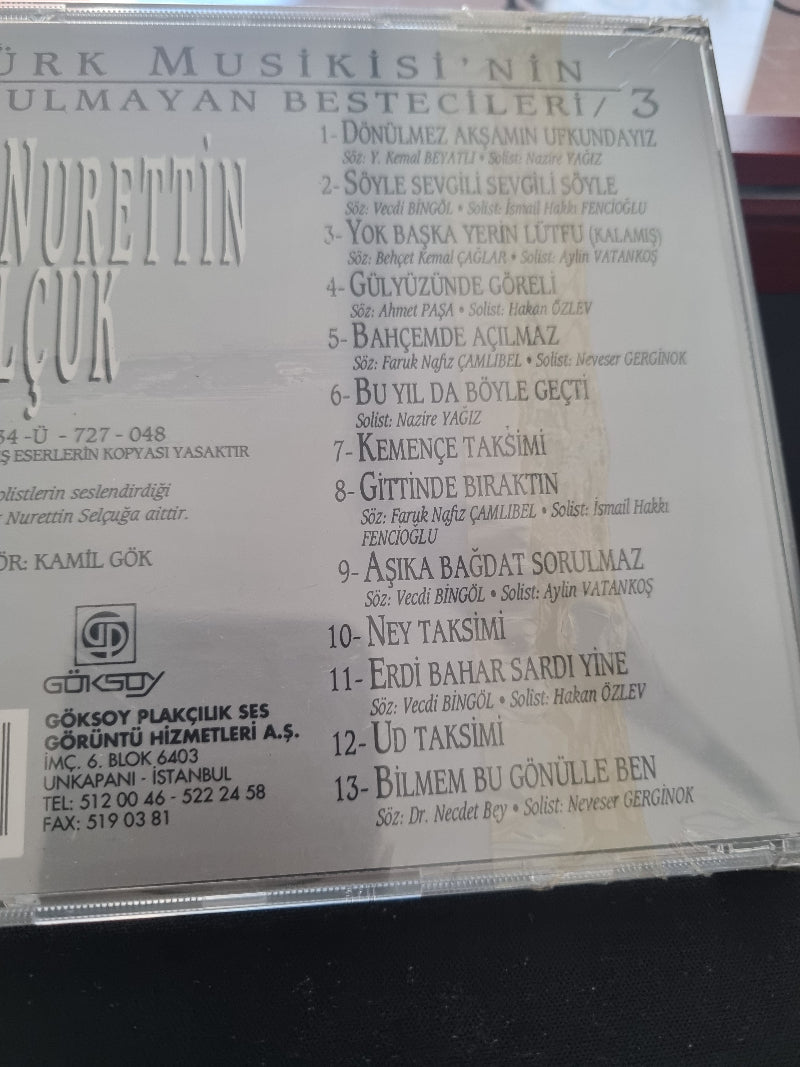 ÜRK MUSİKİSİ'NİN
ULMAYAN BESTECİLERİ/ 3
NURETTİN
LÇUK
34 -Ü - 727 - 048
Ş ESERLERİN KOPYASI YASAKTIR
olistlerin seslendirdiği
Nurettin Selçuğa aittir.
ÖR: KAMİL GÖK
GÖKSOY
GÖKSOY PLAKÇILIK SES
GÖRÜNTÜ HİZMETLERİ A.Ş.
İMÇ. 6. BLOK 6403
UNKAPANI - İSTANBUL
TEL: 512 00 46 - 522 24 58
FAX: 519 03 81
1- DÖNÜLMEZ AKŞAMIN UFKUNDAYIZ
Söz: Y. Kemal BEYATLI • Solist: Nazire YAĞIZ
2- SÖYLE SEVGİLİ SEVGİLİ SÖYLE
Söz: Vecdi BİNGÖL • Solist: İsmail Hakkı FENCİOĞLU
3- YOK BAŞKA YERİN LÜTFU (KALAMIŞ)
Söz: Behçet Kemal ÇAĞLAR • Solist: Aylin VATANKOŞ
4- GÜLYÜZÜNDE GÖRELİ
Söz: Ahmet PAŞA • Solist: Hakan ÖZLEV
5- BAHÇEMDE AÇILMAZ
Söz: Faruk Nafız ÇAMLIBEL • Solist: Neveser GERGİNOK
6- BU YIL DA BÖYLE GEÇTİ
Solist: Nazire YAĞIZ
7- KEMENÇE TAKSİMİ
8- GİTTİNDE BIRAKTIN
Söz: Faruk Nafız ÇAMLIBEL • Solist: İsmail Hakkı
FENCİOĞLU
9- AŞIKA BAĞDAT SORULMAZ
Söz: Vecdi BİNGÖL • Solist: Aylin VATANKOŞ
10- NEY TAKSİMİ
11- ERDİ BAHAR SARDI YİNE
Söz: Vecdi BİNGÖL • Solist: Hakan ÖZLEV
12- UD TAKSİMİ
13- BİLMEM BU GÖNÜLLE BEN
Söz: Dr. Necdet Bey • Solist: Neveser GERGİNOK